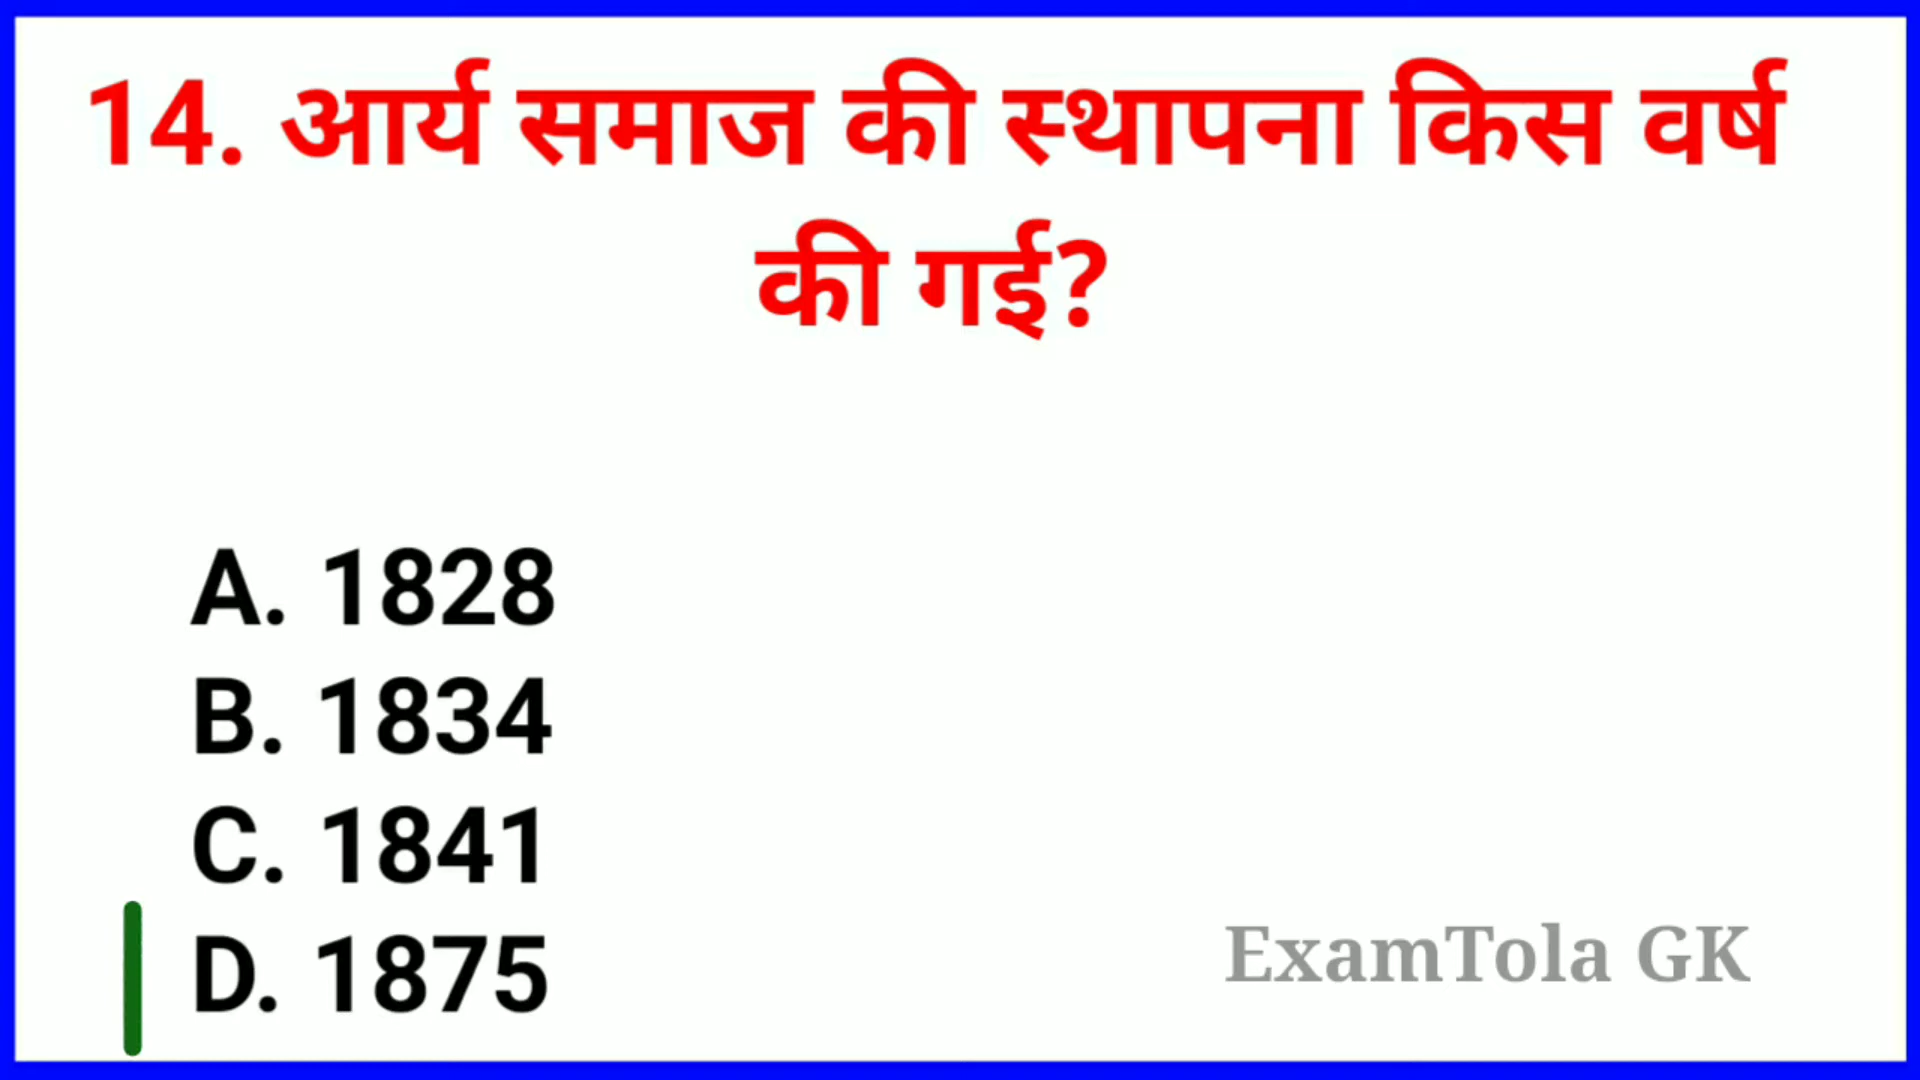 14. आर्य समाज की स्थापना किस वर्ष
की गई?
A. 1828
B. 1834
C. 1841
D. 1875
ExamTola GK